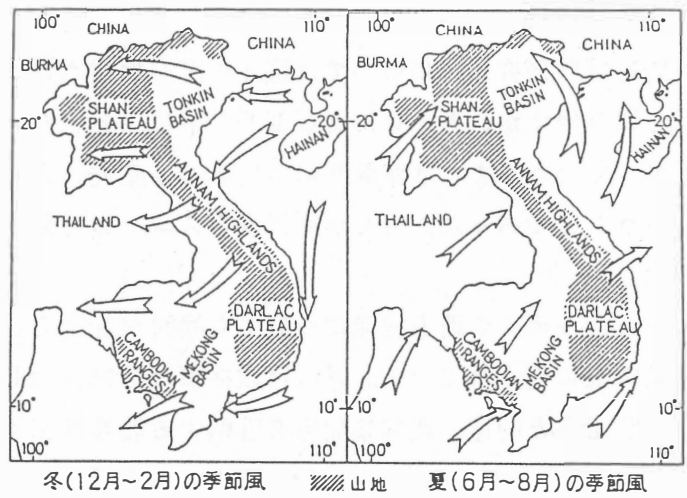 100°
CHINA
110°
BURMA
CHINA
SHAN
PLATEAU
TONKIN
BASIN
20°
20°
HAINAN
ANNAM HIGHLANDS
THAILAND
DARLAC
PLATEAU
CAMBODIAN
RANGES
MEKONG
BASIN
10°
10°
100°
110°
100°
CHINA
110°
BURMA
CHINA
SHAN
PLATEAU
TONKIN
BASIN
20°
20°
HAINAN
ANNAM HIGHLANDS
THAILAND
DARLAC
PLATEAU
CAMBODIAN
RANGES
MEKONG
BASIN
10°
10°
100°
110°
冬(12月~2月)の季節風
山地
夏(6月~8月)の季節風